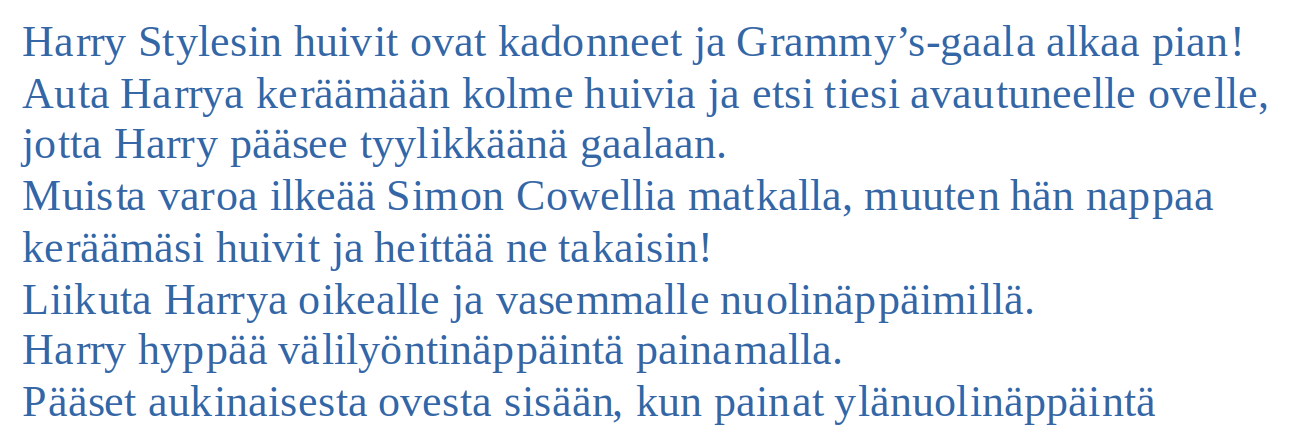 Harry Stylesin huivit ovat kadonneet ja Grammy’s-gaala alkaa pian!
Auta Harrya keräämään kolme huivia ja etsi tiesi avautuneelle ovelle,
jotta Harry pääsee tyylikkäänä gaalaan.
Muista varoa ilkeää Simon Cowellia matkalla, muuten hän nappaa
keräämäsi huivit ja heittää ne takaisin!
Liikuta Harrya oikealle ja vasemmalle nuolinäppäimillä.
Harry hyppää välilyöntinäppäintä painamalla.
Pääset aukinaisesta ovesta sisään, kun painat ylänuolinäppäintä